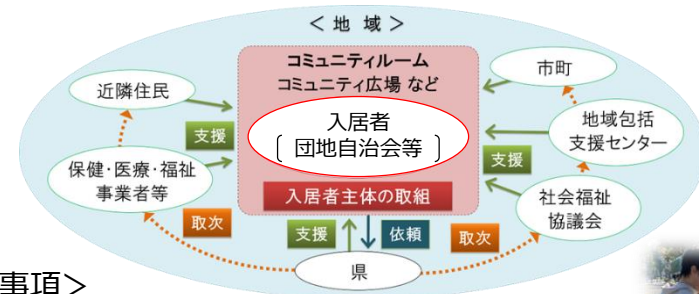 ＜ 地 域 ＞
コミュニティルーム
コミュニティ広場 など
入居者
〔 団地自治会等 〕
入居者主体の取組
近隣住民
支援
保健・医療・福祉
事業者等
取次
市町
地域包括
支援センター
支援
社会福祉
協議会
支援
依頼
取次
県
事項＞